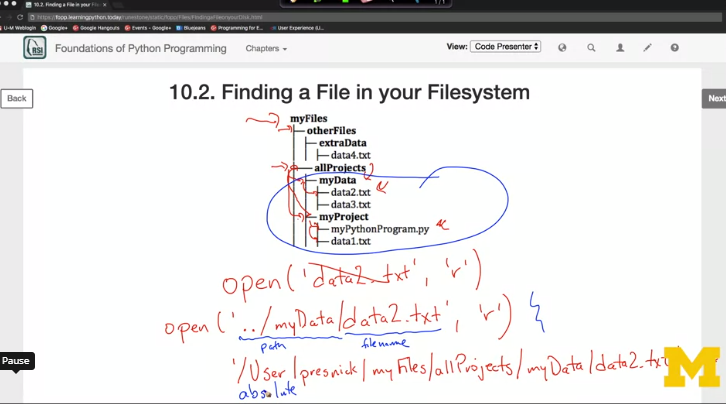 10.2. Finding a File in your Filesystem
https://fopp.learningpython.today/runestone/static/fopp/Files/FindingaFileinyourDisk.html
U-M Weblogin Google+ Google Hangouts Events - Google+ Bluejeans Programming for E... User Experience (Li...
RSI Foundations of Python Programming Chapters View: Code Presenter
Back
Next
10.2. Finding a File in your Filesystem
myFiles
otherFiles
extraData
data4.txt
allProjects
myData
data2.txt
data3.txt
myProject
myPythonProgram.py
data1.txt
open('data2.txt', 'r')
open('../myData/data2.txt', 'r')
path filename
Pause
'/User/presnick/myFiles/allProjects/myData/data2.txt'
absolute
M